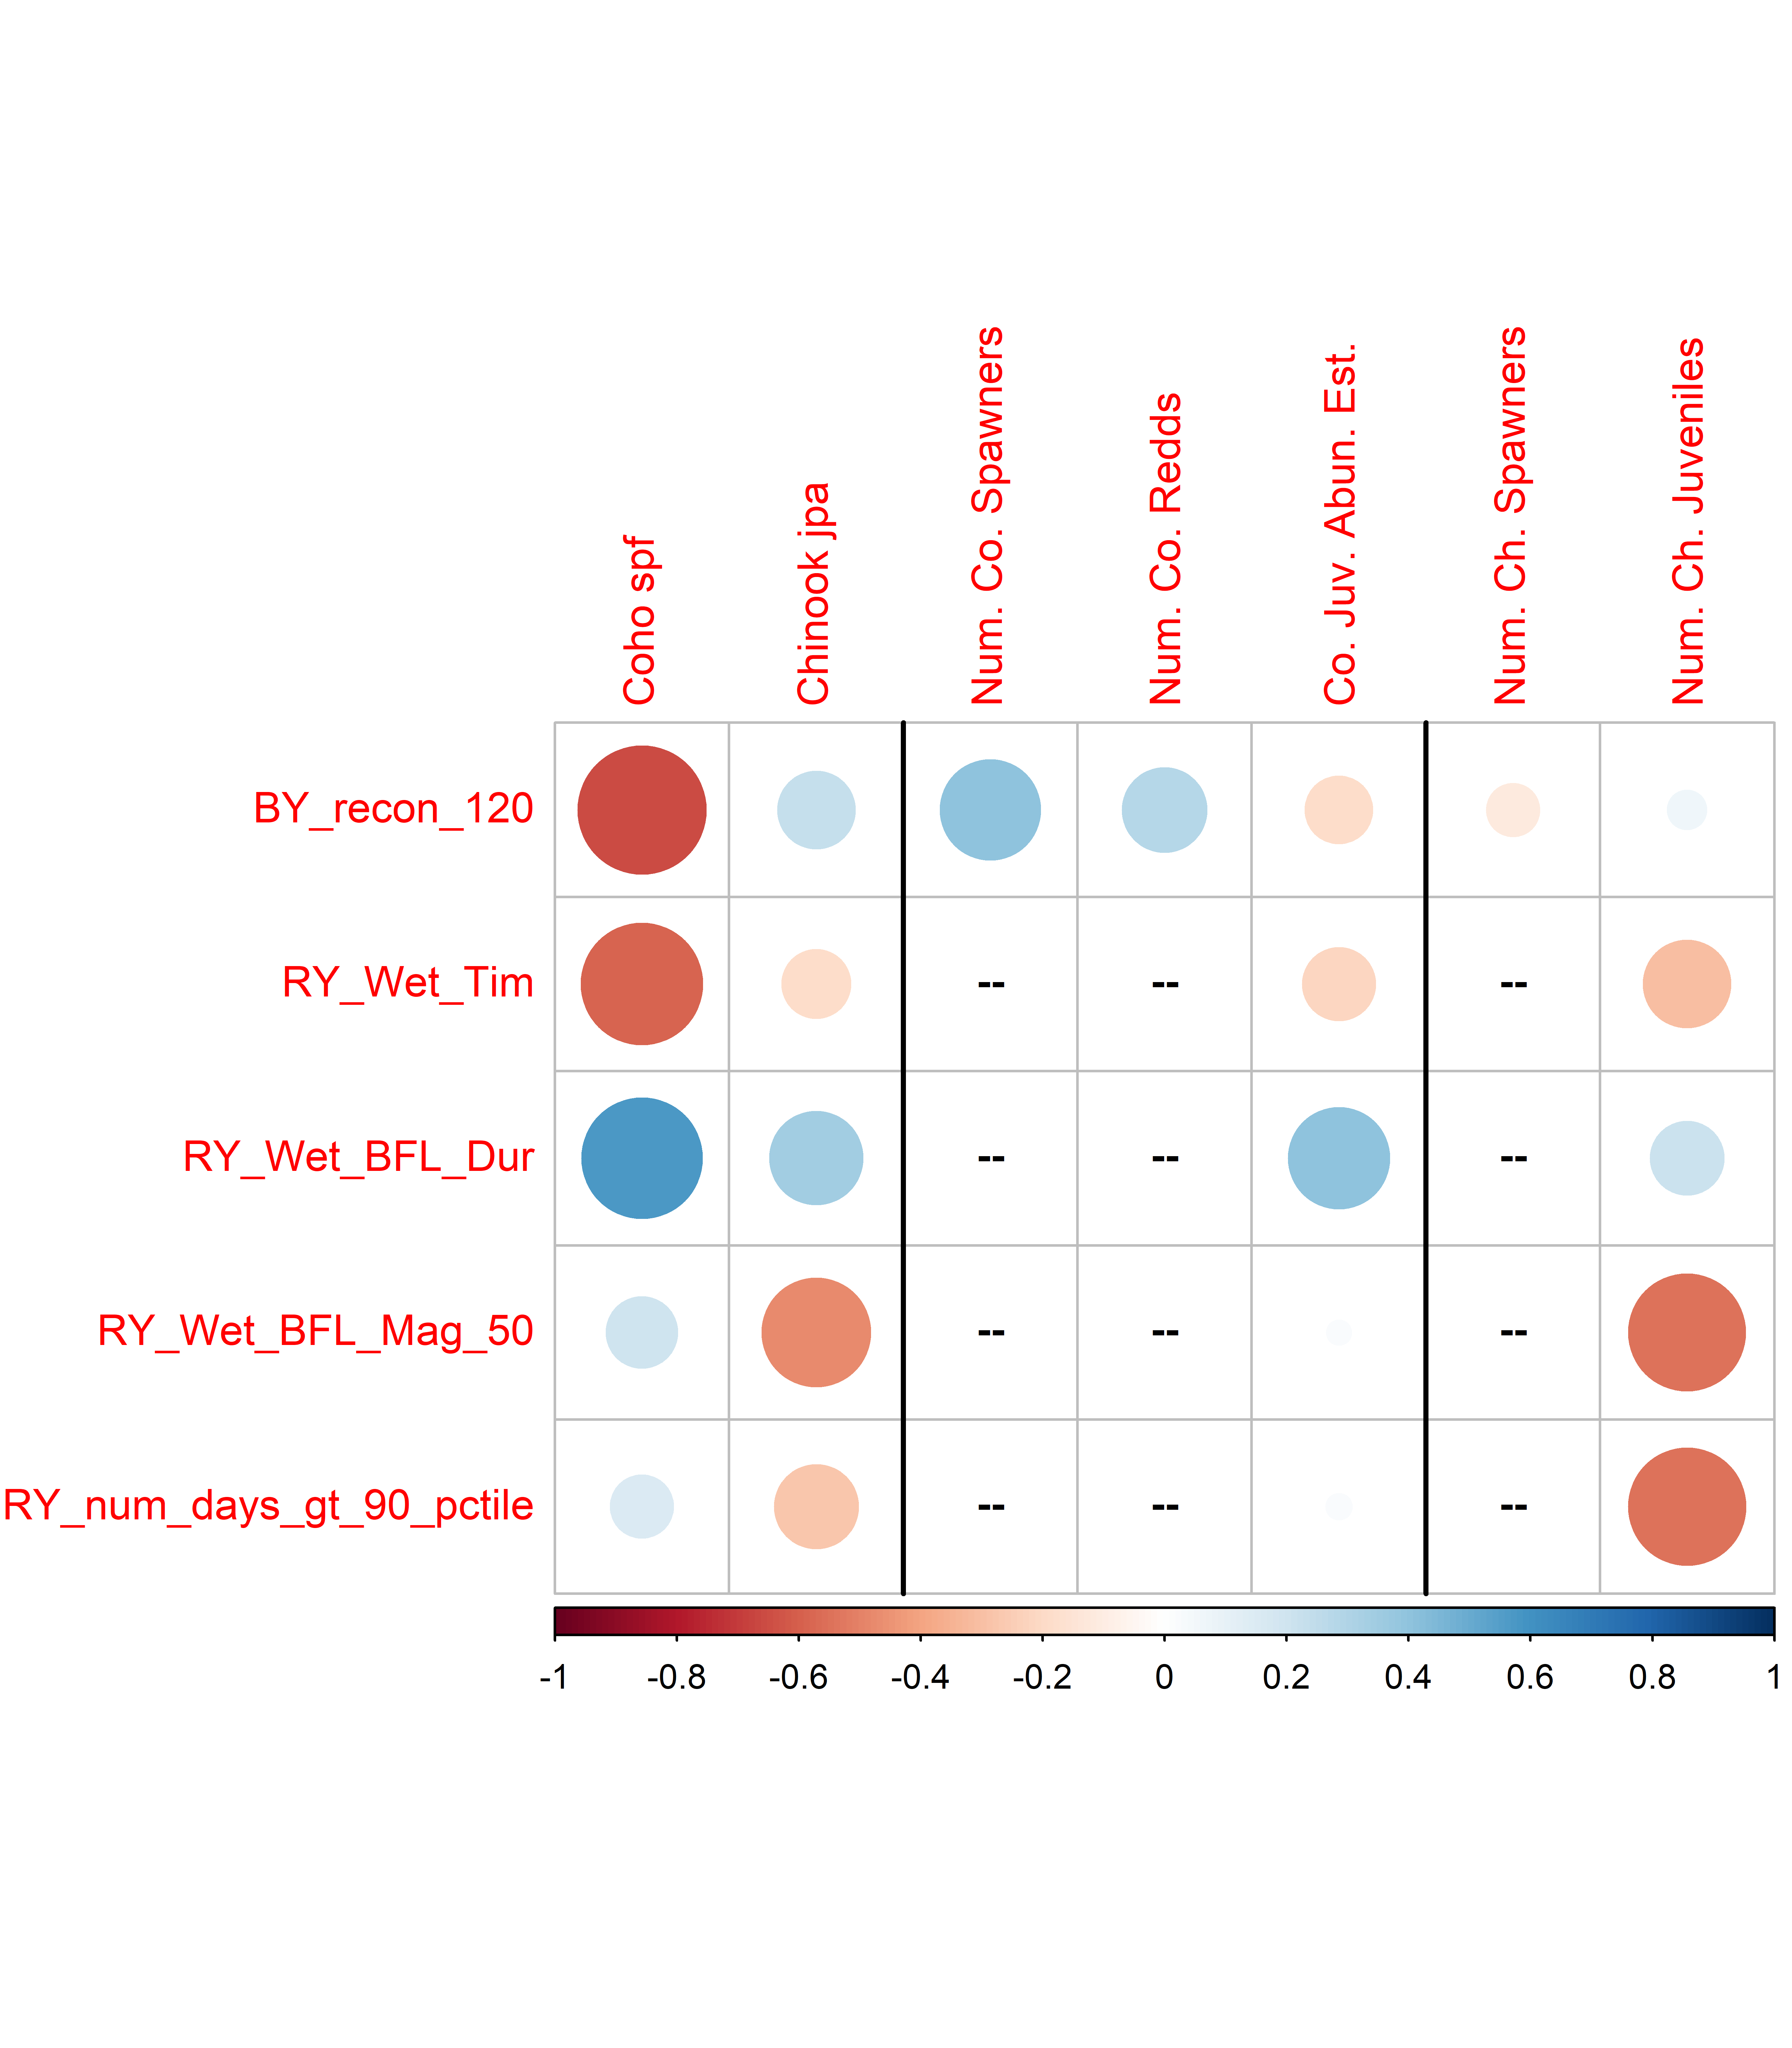 Coho spf
Chinook jpa
Num. Co. Spawners
Num. Co. Redds
Co. Juv. Abun. Est.
Num. Ch. Spawners
Num. Ch. Juveniles
BY_recon_120
RY_Wet_Tim
-- -- --
RY_Wet_BFL_Dur
-- -- --
RY_Wet_BFL_Mag_50
-- -- --
RY_num_days_gt_90_pctile
-- -- --
-1 -0.8 -0.6 -0.4 -0.2 0 0.2 0.4 0.6 0.8 1